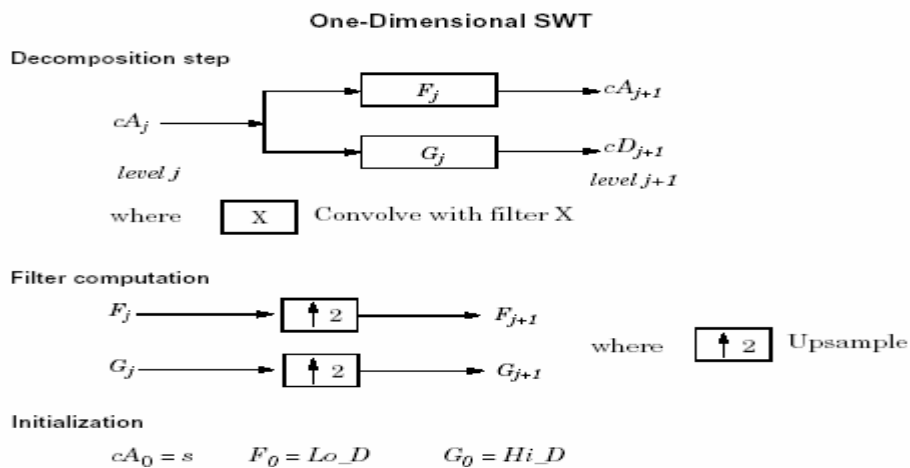 One-Dimensional SWT
Decomposition step
F_j
cA_{j+1}
cA_j
G_j
cD_{j+1}
level j
level j+1
where X Convolve with filter X
Filter computation
F_j ↑ 2 F_{j+1}
where ↑ 2 Upsample
G_j ↑ 2 G_{j+1}
Initialization
cA_0 = s F_0 = Lo_D G_0 = Hi_D